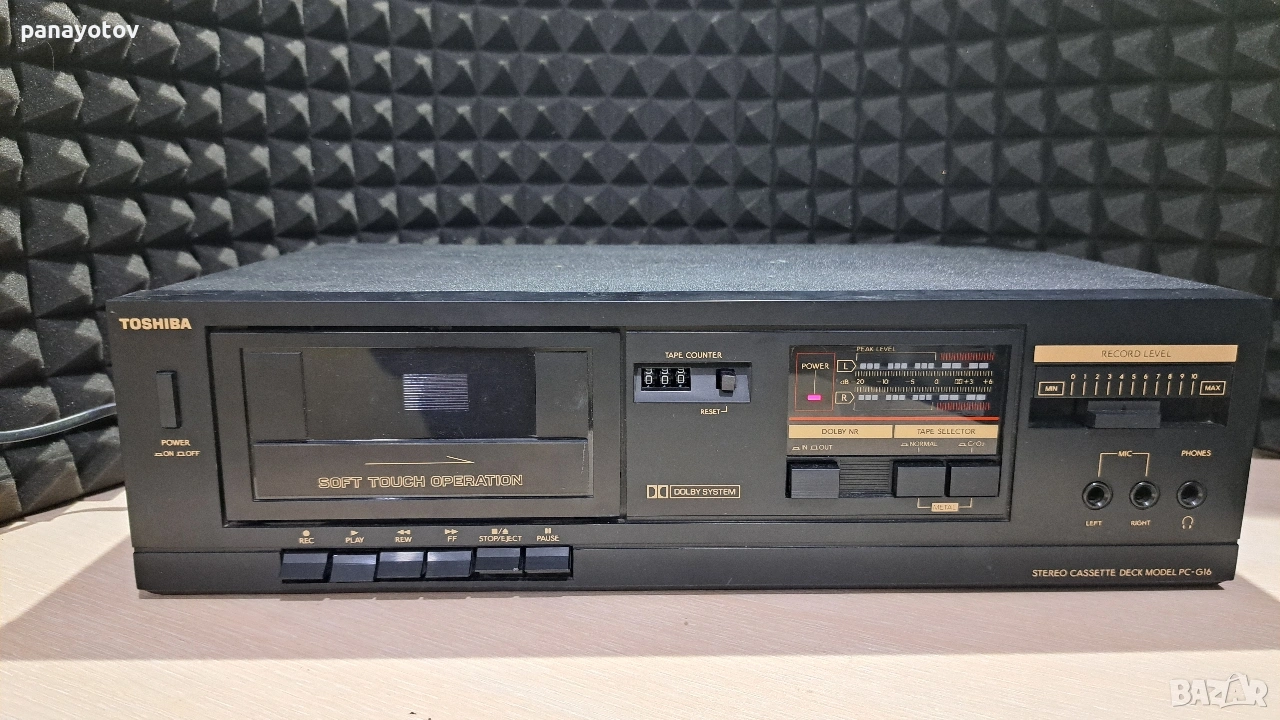 panayotov
TOSHIBA
POWER
ON OFF
SOFT TOUCH OPERATION
REC PLAY REW FF STOP/EJECT PAUSE
TAPE COUNTER
000
RESET
DOLBY SYSTEM
PEAK LEVEL
POWER
L
dB 20 -10 -5 0 +3 +6
R
DOLBY NR TAPE SELECTOR
IN OUT NORMAL CrO₂
METAL
RECORD LEVEL
0 1 2 3 4 5 6 7 8 9 10
MIN MAX
MIC PHONES
LEFT RIGHT
STEREO CASSETTE DECK MODEL PC-G16
BAZAR